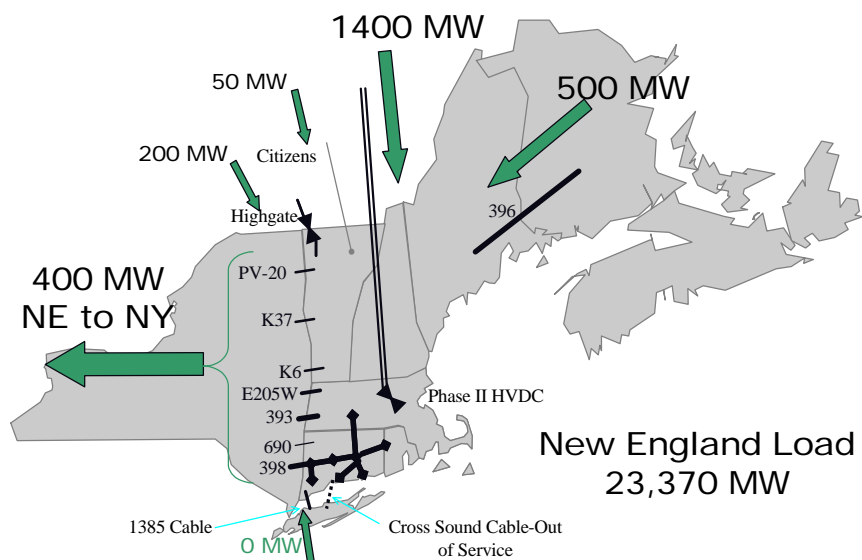 1400 MW
50 MW
500 MW
Citizens
200 MW
Highgate
396
400 MW
NE to NY
PV-20
K37
K6
E205W
Phase II HVDC
393
690
398
New England Load
23,370 MW
1385 Cable
Cross Sound Cable-Out
of Service
0 MW